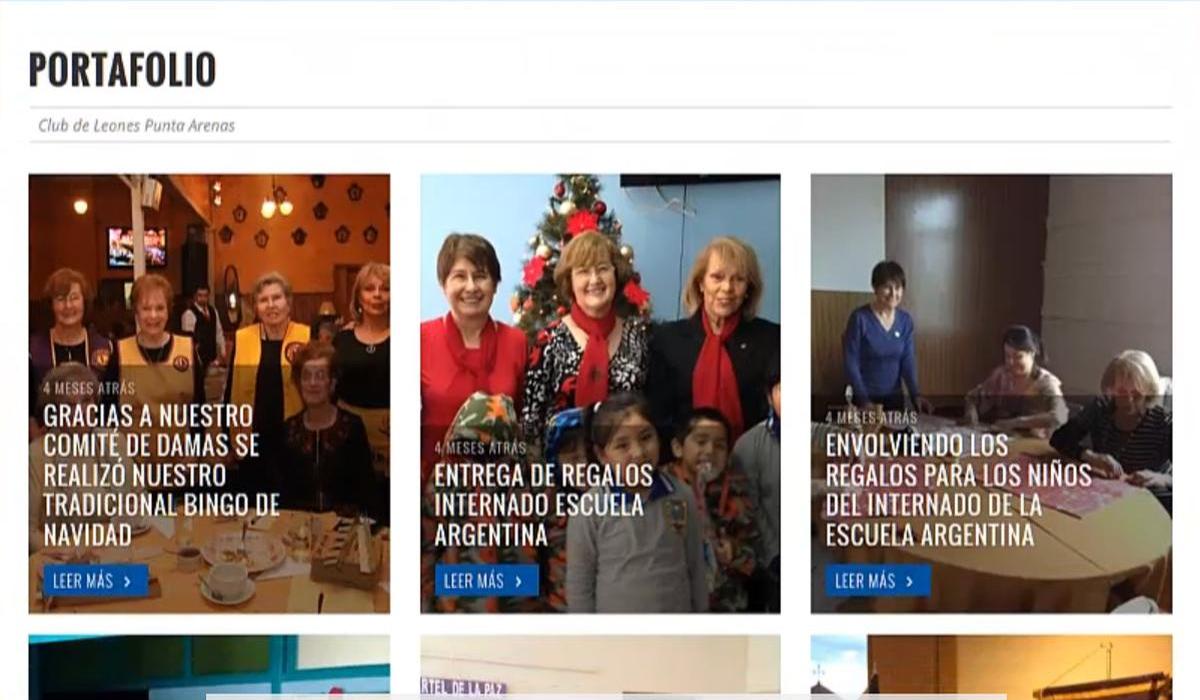 PORTAFOLIO
Club de Leones Punta Arenas
4 MESES ATRÁS
GRACIAS A NUESTRO
COMITÉ DE DAMAS SE
REALIZÓ NUESTRO
TRADICIONAL BINGO DE
NAVIDAD
LEER MÁS
4 MESES ATRÁS
ENTREGA DE REGALOS
INTERNADO ESCUELA
ARGENTINA
LEER MÁS
4 MESES ATRÁS
ENVOLVIENDO LOS
REGALOS PARA LOS NIÑOS
DEL INTERNADO DE LA
ESCUELA ARGENTINA
LEER MÁS
RTEL DE LA PAZ